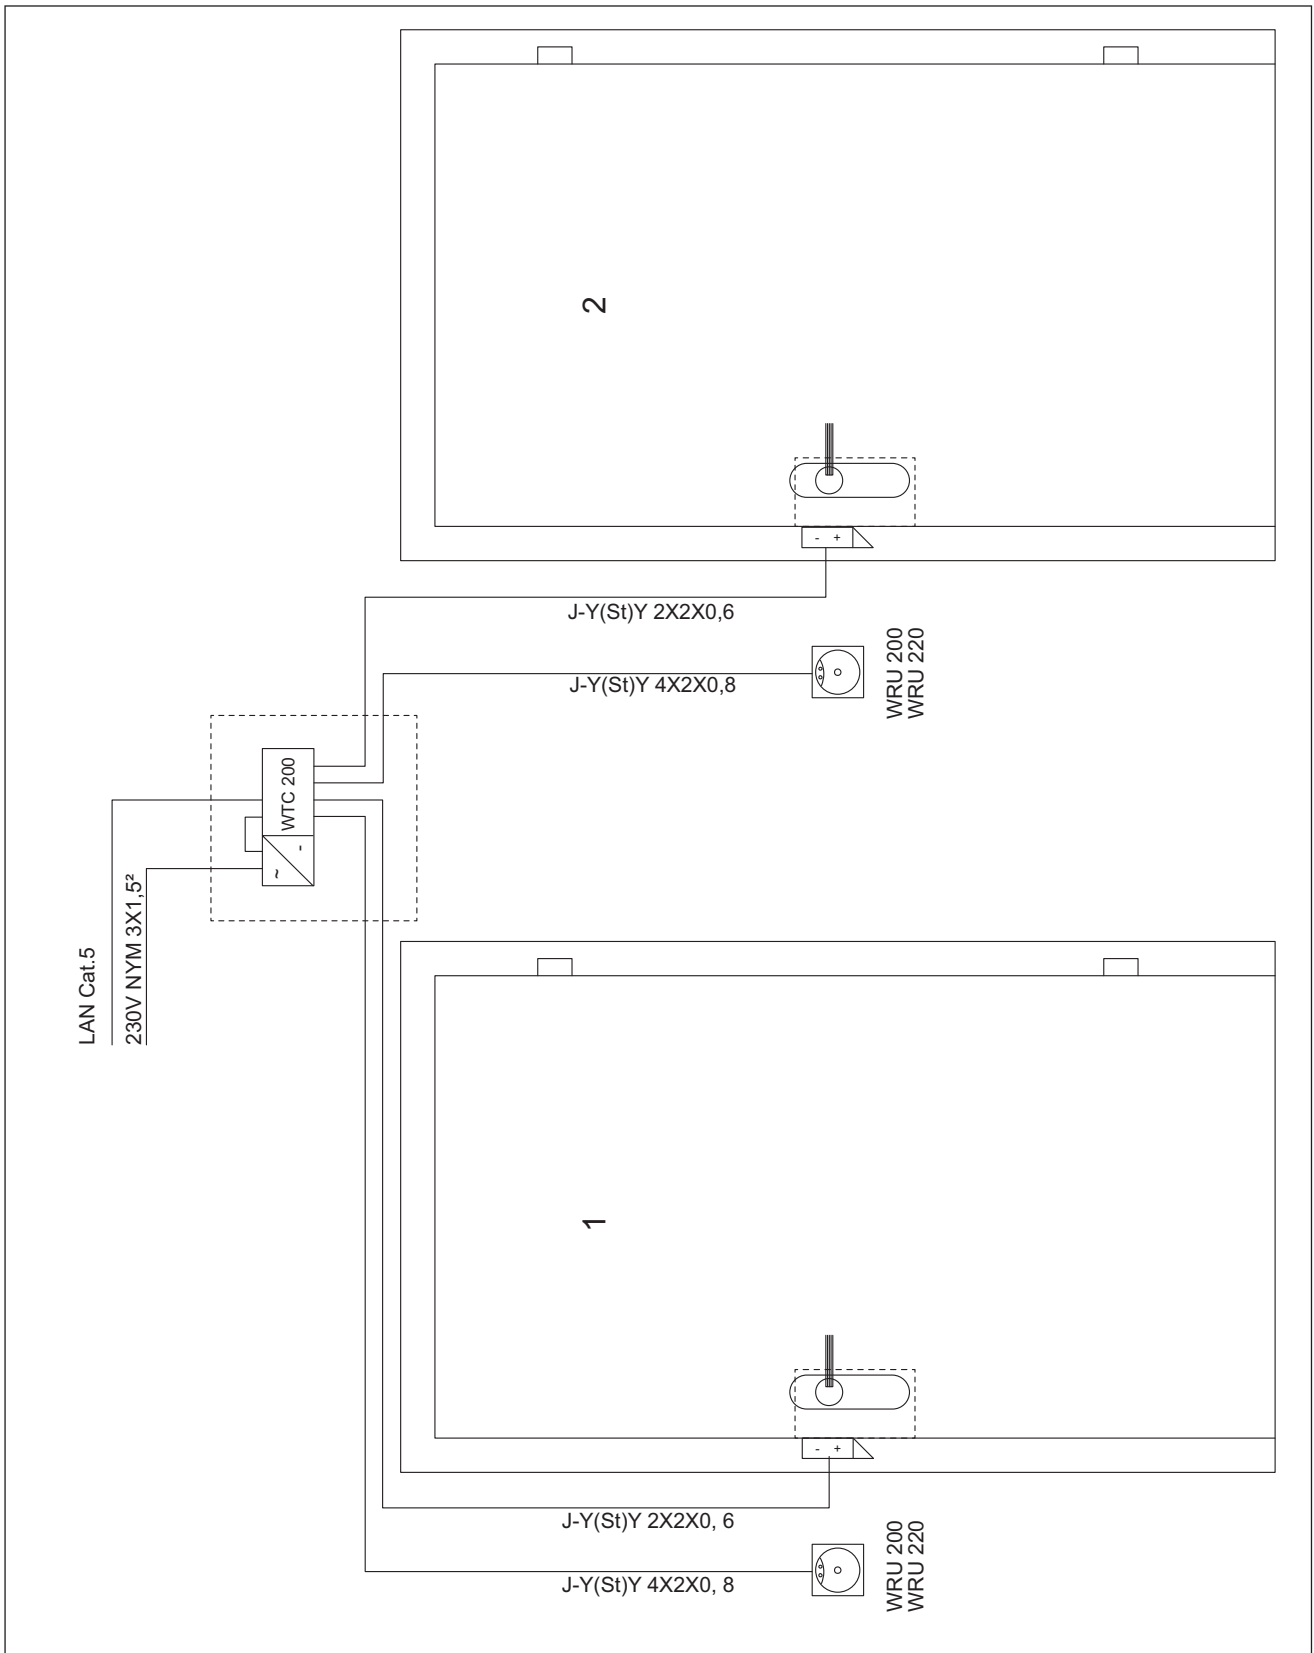 2
- +
J-Y(St)Y 2X2X0,6
J-Y(St)Y 4X2X0,8
WRU 200
WRU 220
WTC 200
~ -
LAN Cat.5
230V NYM 3X1,5²
1
- +
J-Y(St)Y 2X2X0, 6
J-Y(St)Y 4X2X0, 8
WRU 200
WRU 220